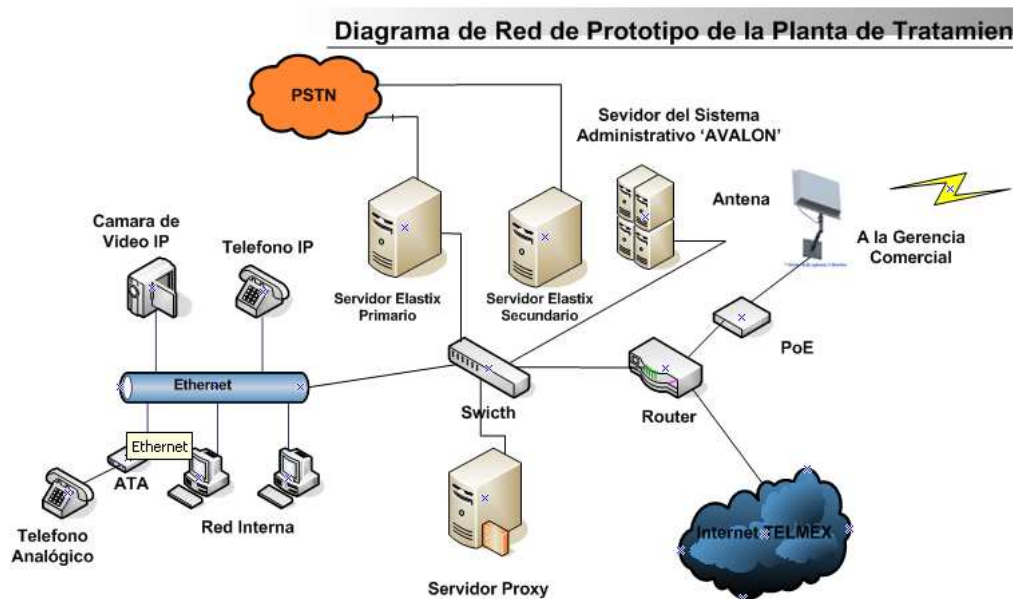 Diagrama de Red de Prototipo de la Planta de Tratamien
PSTN
Sevidor del Sistema
Administrativo 'AVALON'
Antena
Camara de
Video IP
Telefono IP
A la Gerencia
Comercial
Servidor Elastix
Primario
Servidor Elastix
Secundario
PoE
Ethernet
Swicth
Router
Ethernet
ATA
Telefono
Analógico
Red Interna
Internet TELMEX
Servidor Proxy